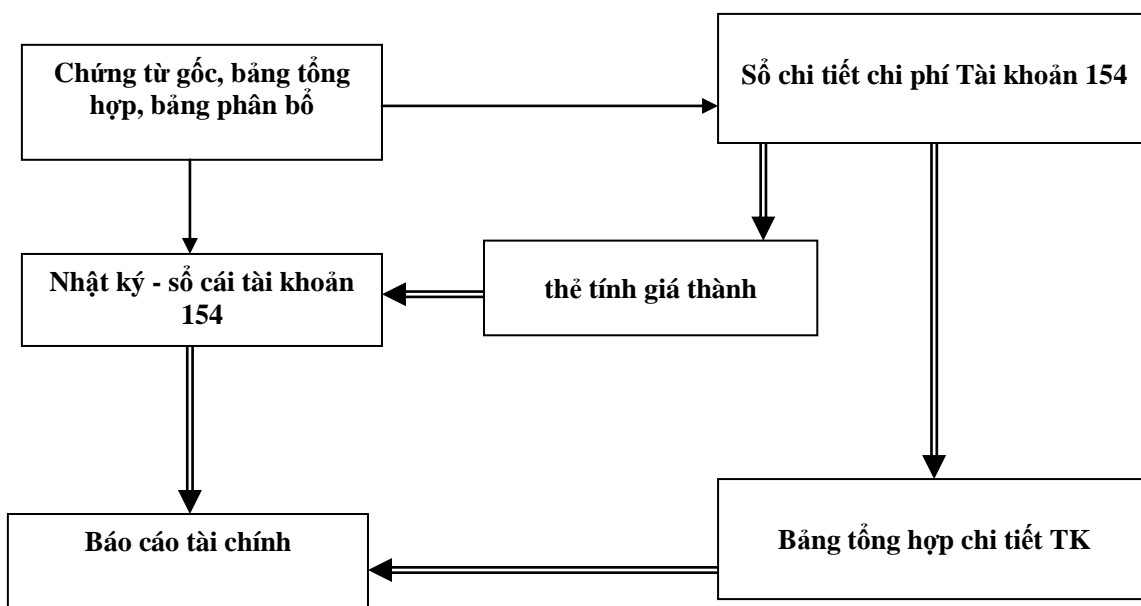 Chứng từ gốc, bảng tổng
hợp, bảng phân bổ
Sổ chi tiết chi phí Tài khoản 154
Nhật ký - sổ cái tài khoản
154
thẻ tính giá thành
Báo cáo tài chính
Bảng tổng hợp chi tiết TK